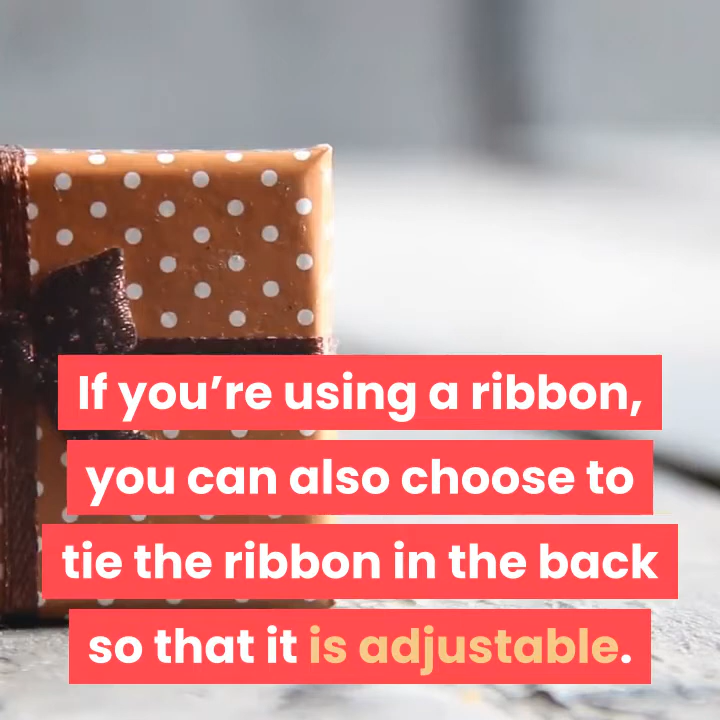 If you’re using a ribbon,
you can also choose to
tie the ribbon in the back
so that it is adjustable.